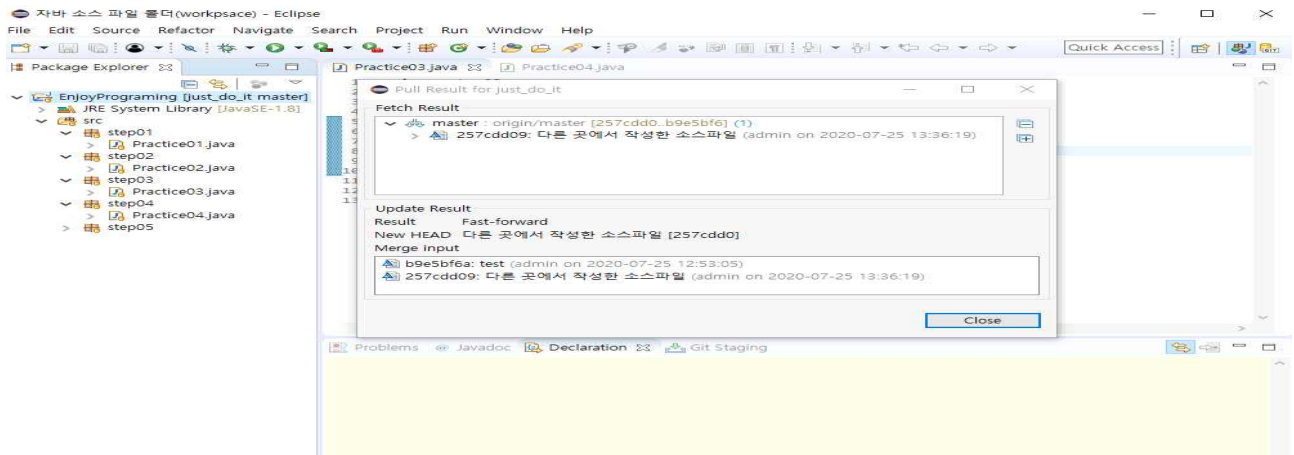 자바 소스 파일 폴더(workpsace) - Eclipse
File Edit Source Refactor Navigate Search Project Run Window Help
Quick Access
Package Explorer
Practice03.java Practice04.java
EnjoyPrograming [just_do_it master]
JRE System Library [JavaSE-1.8]
src
step01
Practice01.java
step02
Practice02.java
step03
Practice03.java
step04
Practice04.java
step05
Pull Result for just_do_it
Fetch Result
master : origin/master [257cdd0..b9e5bf6] (1)
257cdd09: 다른 곳에서 작성한 소스파일 (admin on 2020-07-25 13:36:19)
Update Result
Result Fast-forward
New HEAD 다른 곳에서 작성한 소스파일 [257cdd0]
Merge input
b9e5bf6a: test (admin on 2020-07-25 12:53:05)
257cdd09: 다른 곳에서 작성한 소스파일 (admin on 2020-07-25 13:36:19)
Close
Problems Javadoc Declaration Git Staging